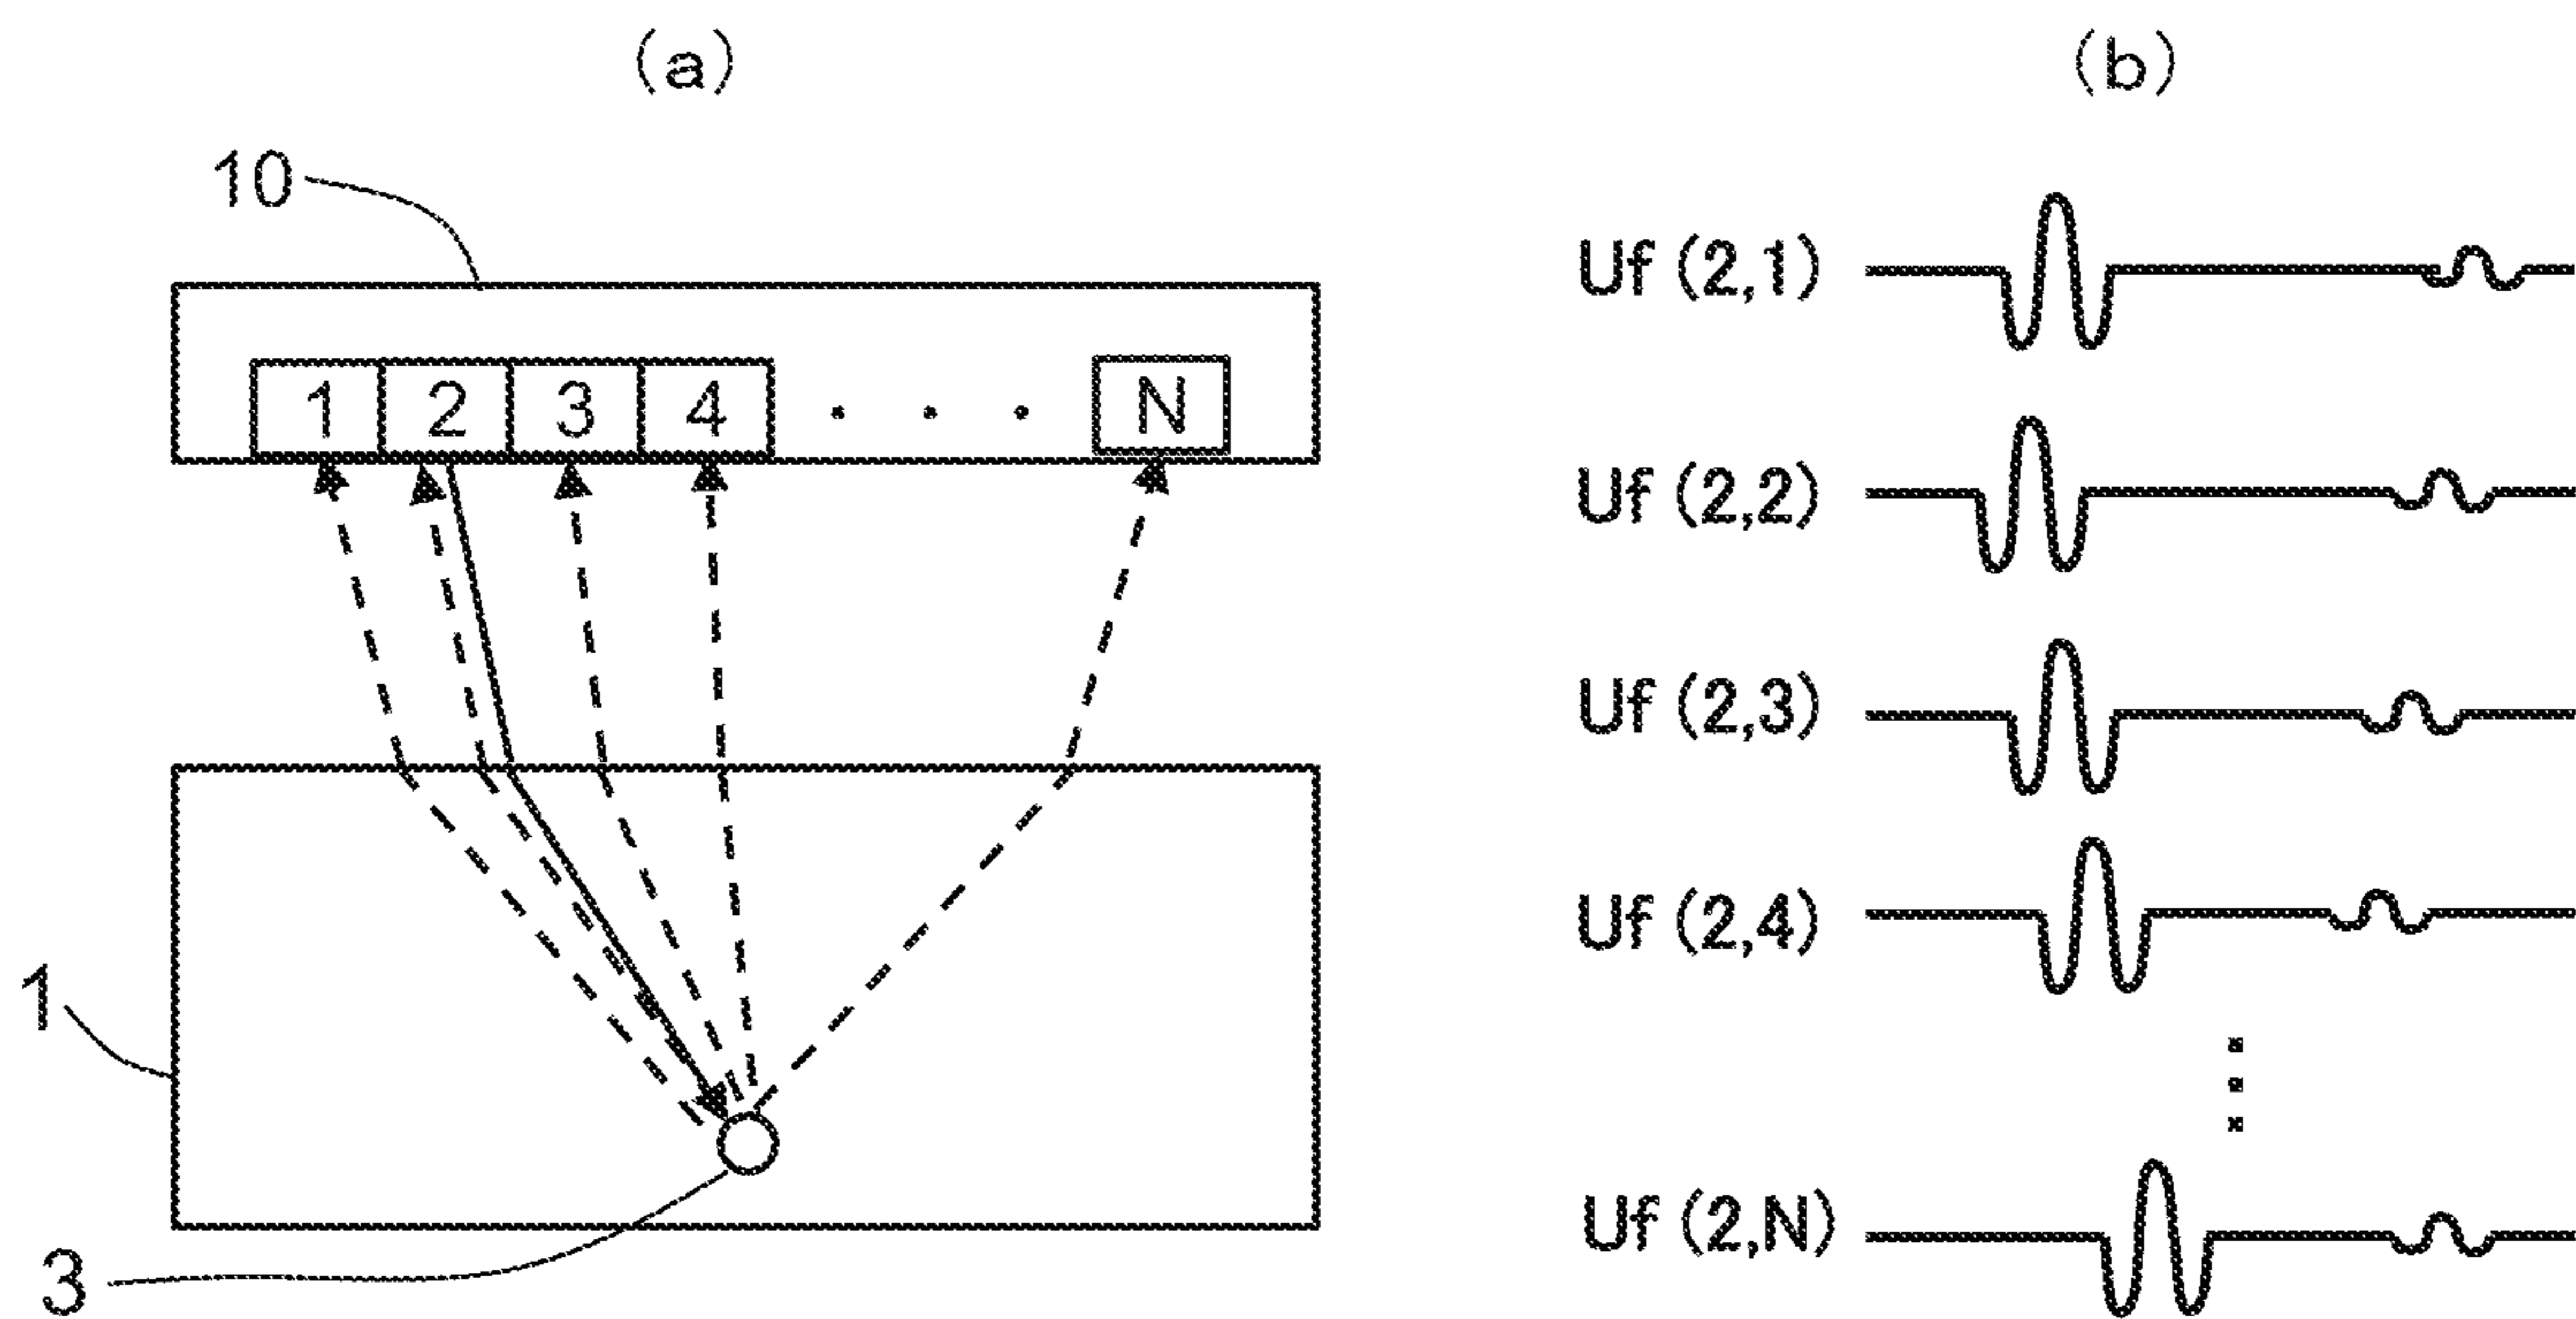 (a)
10
1 2 3 4 . . . N
1
3
(b)
Uf (2,1)
Uf (2,2)
Uf (2,3)
Uf (2,4)
Uf (2,N)